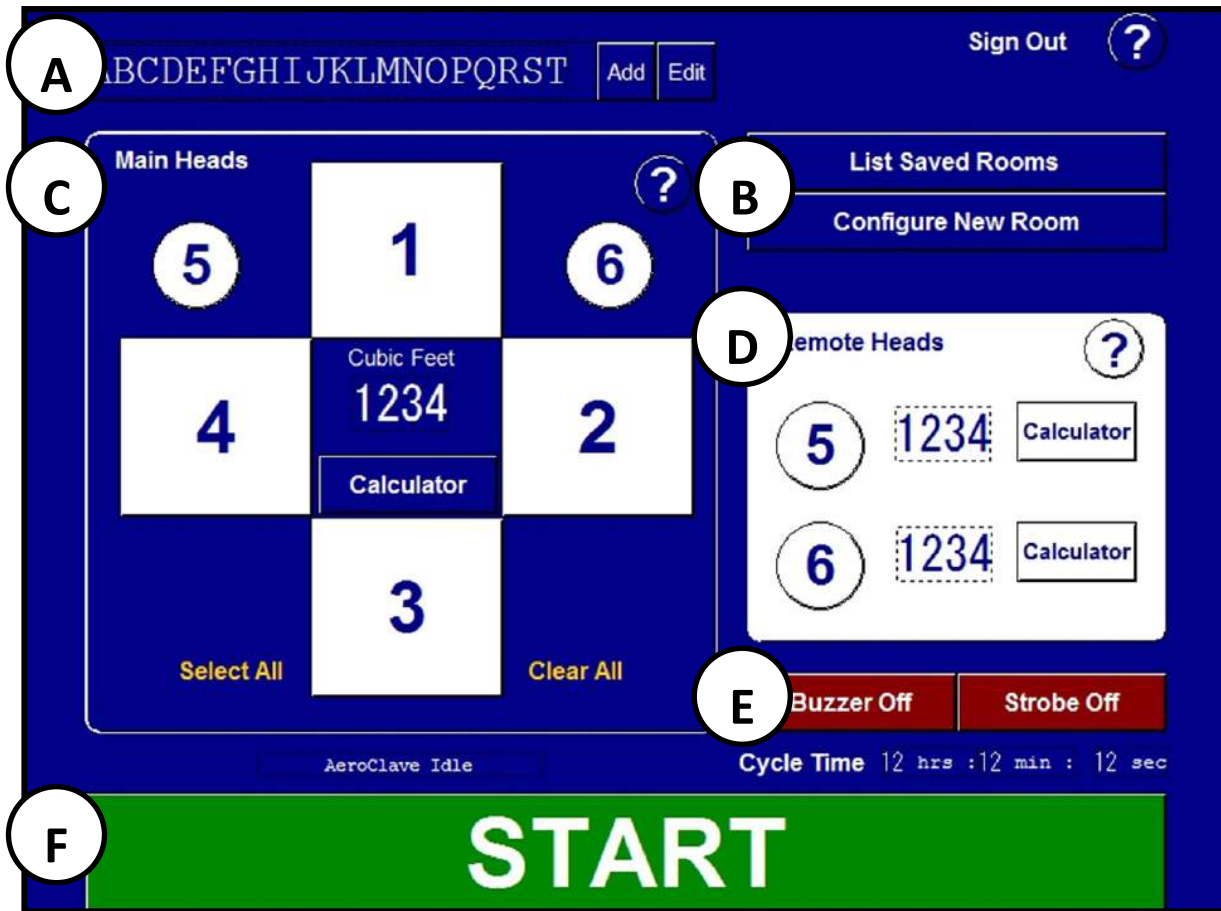 Sign Out ?
A BCDEFGHIJKLMNOPQRST Add Edit
C Main Heads ?
1
5 6
4 2
Cubic Feet
1234
Calculator
3
Select All Clear All
B List Saved Rooms
Configure New Room
D emote Heads ?
5 1234 Calculator
6 1234 Calculator
E Buzzer Off Strobe Off
AeroClave Idle
Cycle Time 12 hrs :12 min : 12 sec
F START